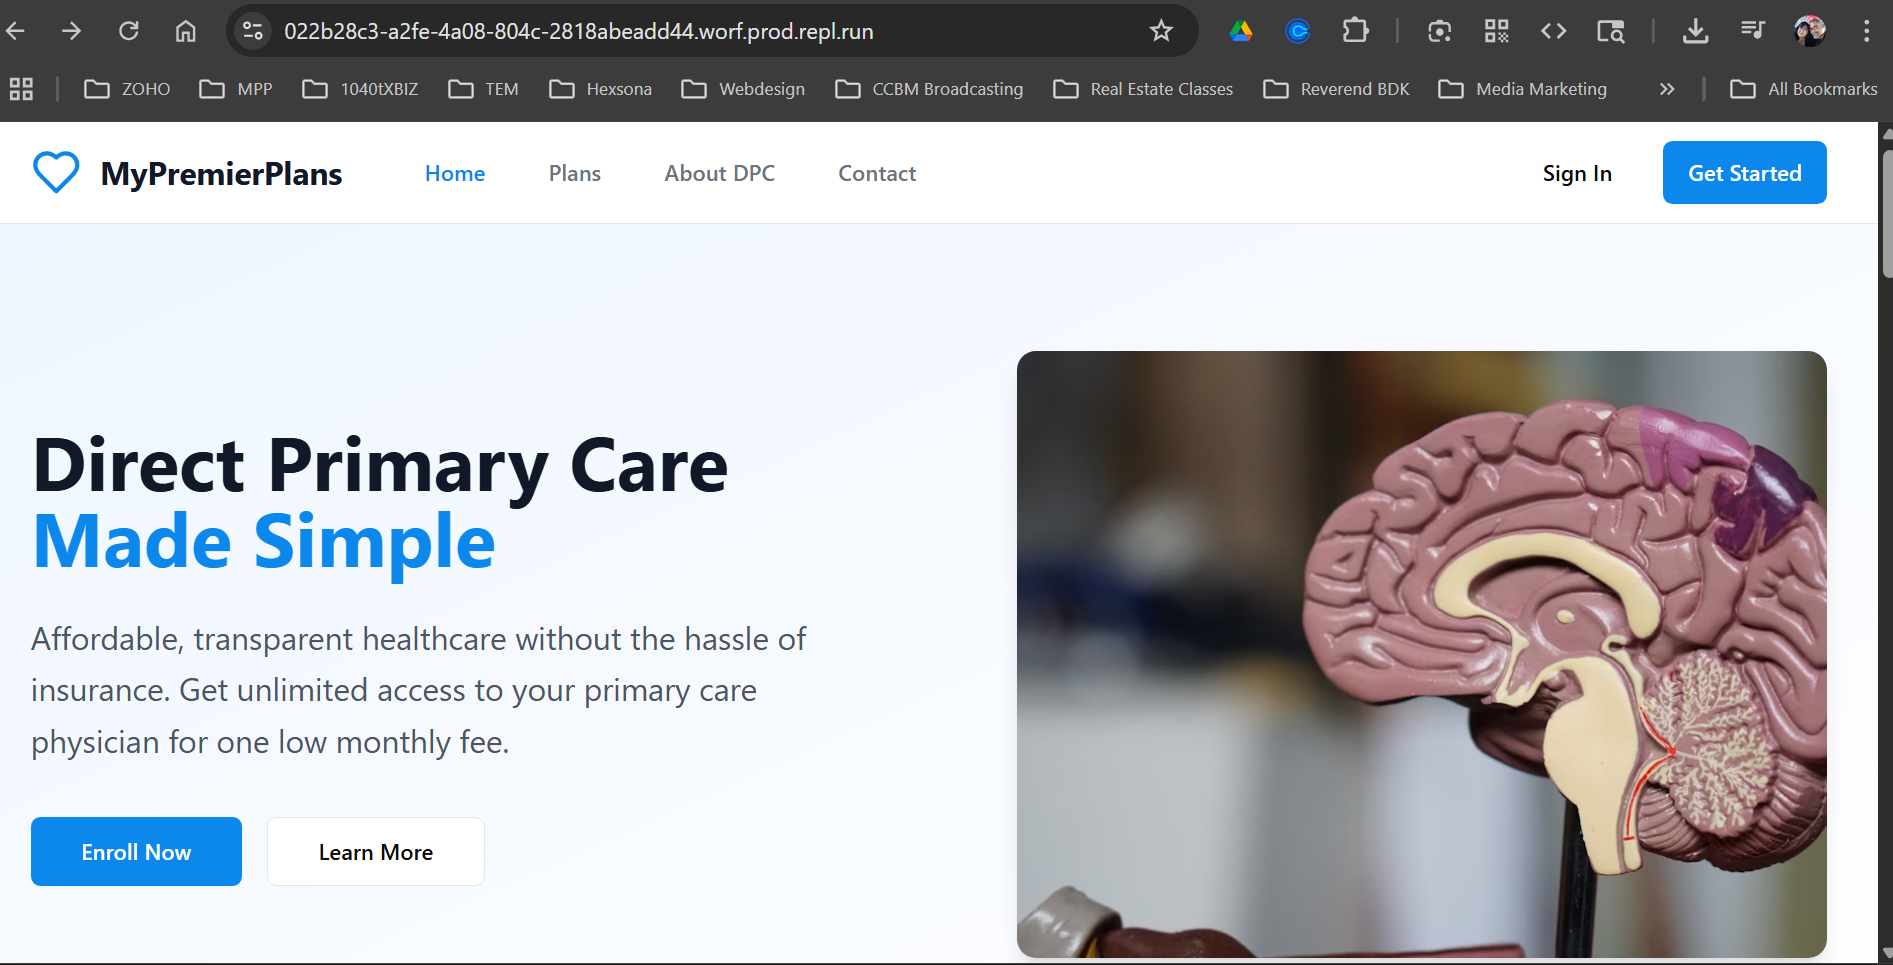 022b28c3-a2fe-4a08-804c-2818abeadd44.worf.prod.repl.run
ZOHO MPP 1040tXBIZ TEM Hexsona Webdesign CCBM Broadcasting Real Estate Classes Reverend BDK Media Marketing » All Bookmarks
MyPremierPlans Home Plans About DPC Contact Sign In Get Started
Direct Primary Care
Made Simple
Affordable, transparent healthcare without the hassle of
insurance. Get unlimited access to your primary care
physician for one low monthly fee.
Enroll Now Learn More